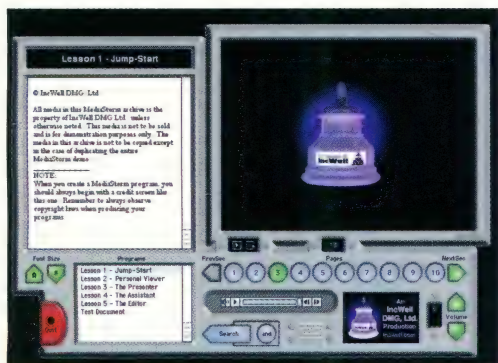 Lesson 1 - Jump-Start
© IncWell DMG Ltd
All media in this MediaStorm archive is the
property of IncWell DMG Ltd unless
otherwise noted. This media is not to be sold
and is for demonstration purposes only. The
media in this archive is not to be copied except
in the case of duplicating the entire
MediaStorm demo
NOTE:
When you create a MediaStorm program, you
should always begin with a credit screen like
this one. Remember to always observe
copyright laws when producing your
programs
IncWell
Font Size
Programs
Lesson 1 - Jump-Start
Lesson 2 - Personal Viewer
Lesson 3 - The Presenter
Lesson 4 - The Assistant
Lesson 5 - The Editor
Test Document
Quit
PrevSec
Pages
NextSec
1 2 3 4 5 6 7 8 9 10
Search
and
An
IncWell
DMG, Ltd.
Production
Volume